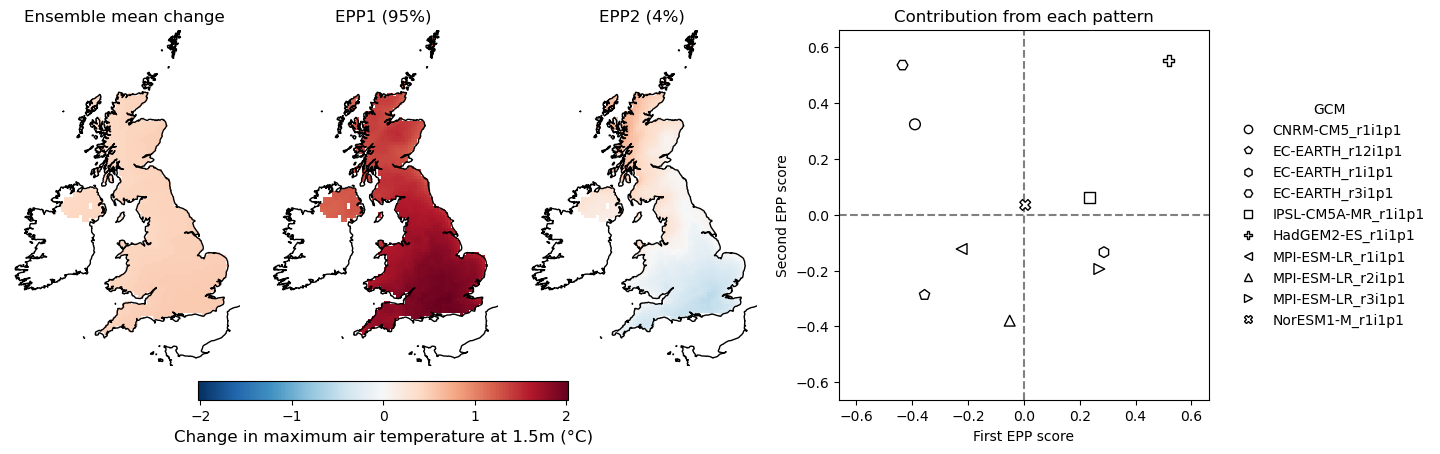 Ensemble mean change
EPP1 (95%)
EPP2 (4%)
−2
−1
0
1
2
Change in maximum air temperature at 1.5m (°C)
Contribution from each pattern
Second EPP score
0.6
0.4
0.2
0.0
−0.2
−0.4
−0.6
−0.6
−0.4
−0.2
0.0
0.2
0.4
0.6
First EPP score
GCM
CNRM-CM5_r1i1p1
EC-EARTH_r12i1p1
EC-EARTH_r1i1p1
EC-EARTH_r3i1p1
IPSL-CM5A-MR_r1i1p1
HadGEM2-ES_r1i1p1
MPI-ESM-LR_r1i1p1
MPI-ESM-LR_r2i1p1
MPI-ESM-LR_r3i1p1
NorESM1-M_r1i1p1